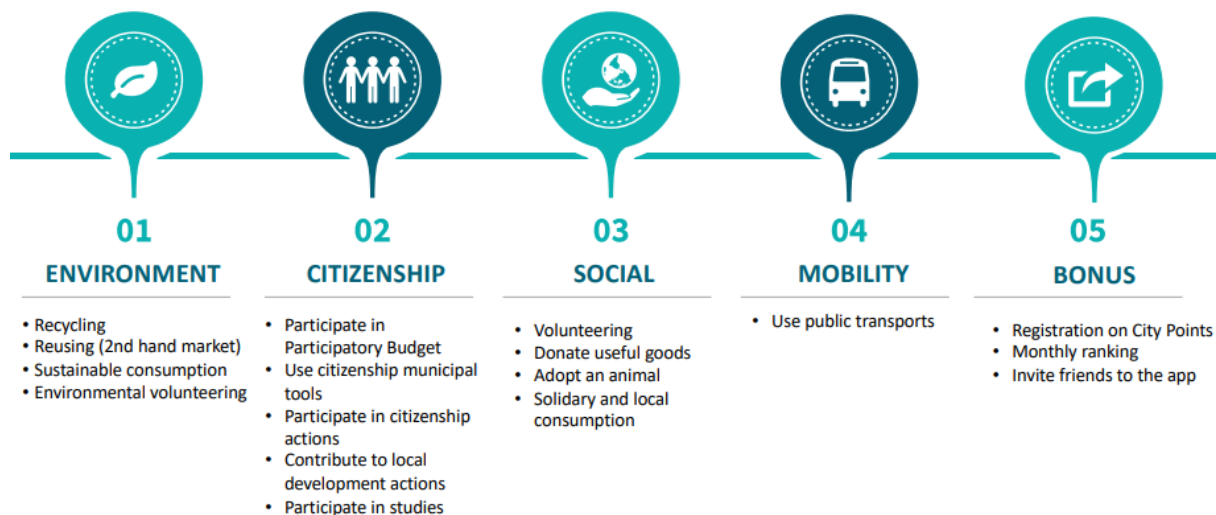 01
ENVIRONMENT
• Recycling
• Reusing (2nd hand market)
• Sustainable consumption
• Environmental volunteering
02
CITIZENSHIP
• Participate in
Participatory Budget
• Use citizenship municipal
tools
• Participate in citizenship
actions
• Contribute to local
development actions
• Participate in studies
03
SOCIAL
• Volunteering
• Donate useful goods
• Adopt an animal
• Solidary and local
consumption
04
MOBILITY
• Use public transports
05
BONUS
• Registration on City Points
• Monthly ranking
• Invite friends to the app